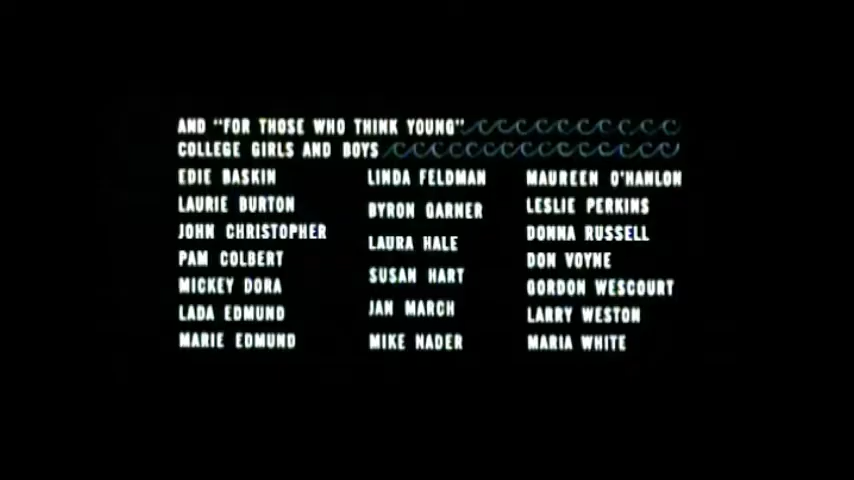 AND "FOR THOSE WHO THINK YOUNG"
COLLEGE GIRLS AND BOYS
EDIE BASKIN
LAURIE BURTON
JOHN CHRISTOPHER
PAM COLBERT
MICKEY DORA
LADA EDMUND
MARIE EDMUND
LINDA FELDMAN
BYRON GARNER
LAURA HALE
SUSAN HART
JAN MARCH
MIKE NADER
MAUREEN O'HANLON
LESLIE PERKINS
DONNA RUSSELL
DON VOYNE
GORDON WESCOURT
LARRY WESTON
MARIA WHITE